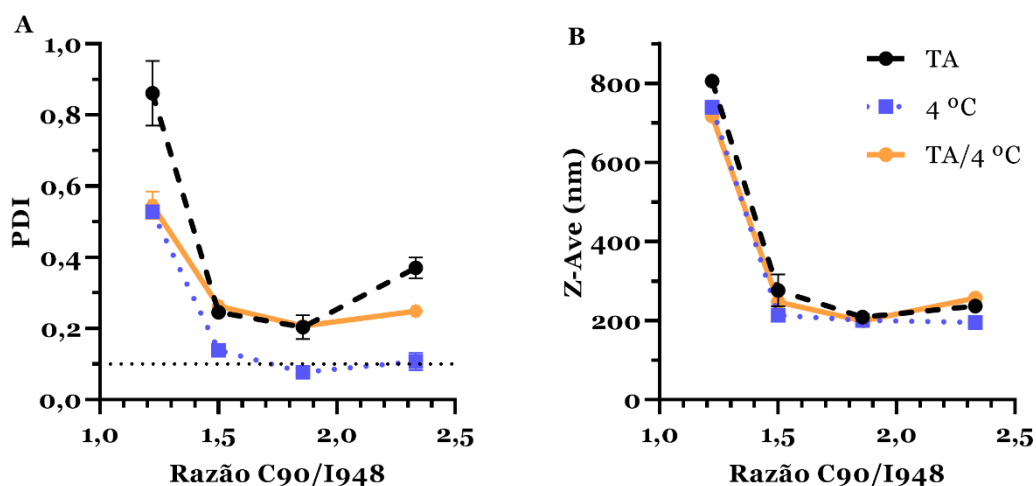 A
PDI
1,0
0,8
0,6
0,4
0,2
0,0
1,0 1,5 2,0 2,5
Razão C90/I948
B
Z-Ave (nm)
800
600
400
200
0
1,0 1,5 2,0 2,5
Razão C90/I948
TA
4 ºC
TA/4 ºC